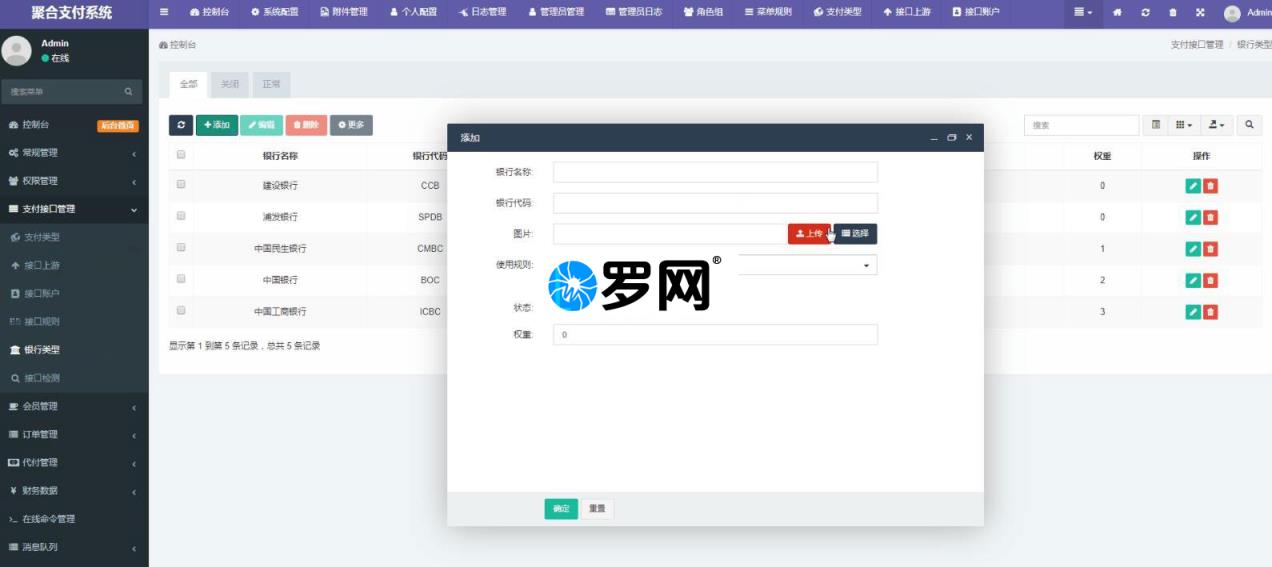 聚合支付系统 控制台 系统配置 附件管理 个人配置 日志管理 管理员管理 管理员日志 角色组 菜单规则 支付类型 接口上游 接口账户 Admin
Admin
在线
控制台 支付接口管理 / 银行类型
搜索菜单
全部 关闭 正常
控制台 后台首页
添加 编辑 删除 更多 搜索
常规管理
权限管理
支付接口管理
支付类型
接口上游
接口账户
接口规则
银行类型
接口检测
会员管理
订单管理
代付管理
财务数据
在线命令管理
消息队列
银行名称 银行代码 权重 操作
建设银行 CCB 0
浦发银行 SPDB 0
中国民生银行 CMBC 1
中国银行 BOC 2
中国工商银行 ICBC 3
显示第 1 到第 5 条记录，总共 5 条记录
添加
银行名称:
银行代码:
图片: 上传 选择
使用规则:
罗网®
状态:
权重: 0
确定 重置